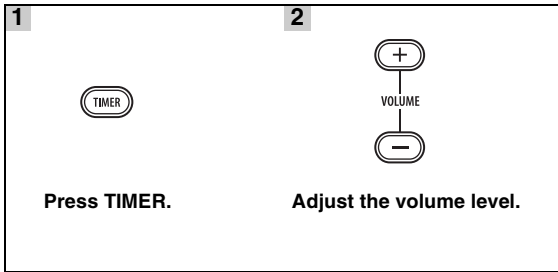 1
TIMER
Press TIMER.
2
+
VOLUME
−
Adjust the volume level.